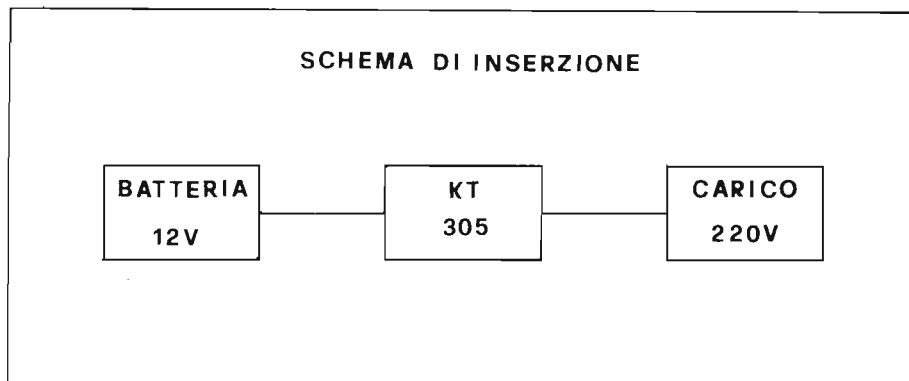 SCHEMA DI INSERZIONE
BATTERIA
12V
KT
305
CARICO
220V